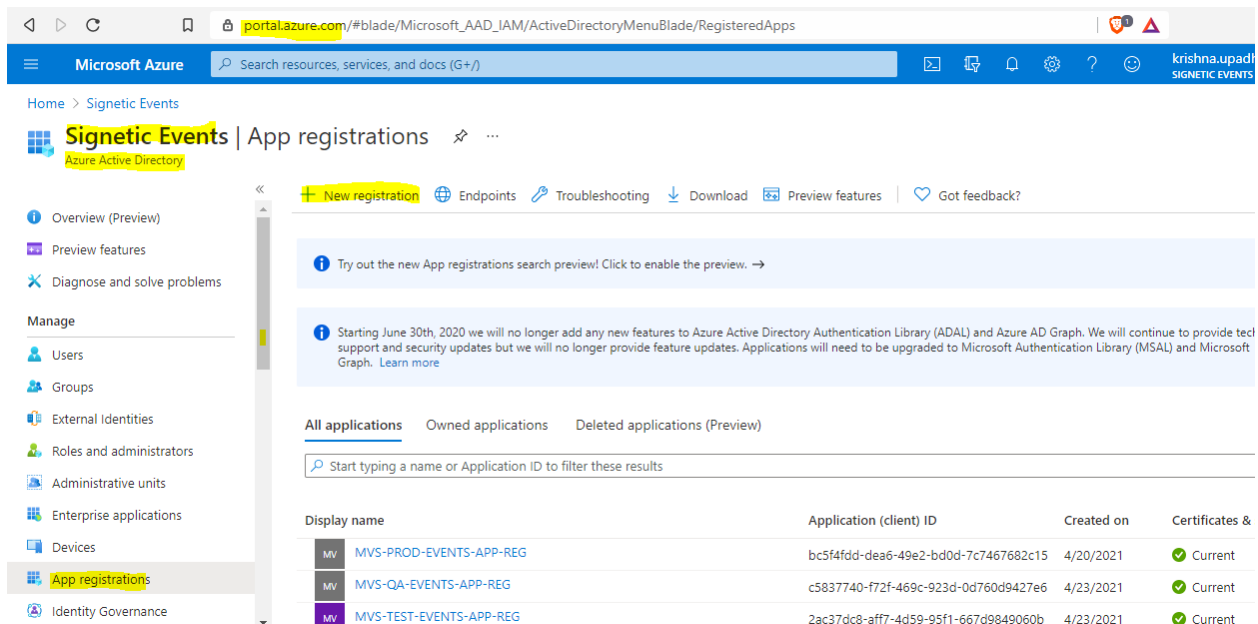 portal.azure.com/#blade/Microsoft_AAD_IAM/ActiveDirectoryMenuBlade/RegisteredApps
1
Microsoft Azure
Search resources, services, and docs (G+/)
krishna.upadh
SIGNETIC EVENTS
Home > Signetic Events
Signetic Events | App registrations
Azure Active Directory
New registration
Endpoints
Troubleshooting
Download
Preview features
Got feedback?
Overview (Preview)
Preview features
Diagnose and solve problems
Manage
Users
Groups
External Identities
Roles and administrators
Administrative units
Enterprise applications
Devices
App registrations
Identity Governance
Try out the new App registrations search preview! Click to enable the preview. →
Starting June 30th, 2020 we will no longer add any new features to Azure Active Directory Authentication Library (ADAL) and Azure AD Graph. We will continue to provide tec
support and security updates but we will no longer provide feature updates. Applications will need to be upgraded to Microsoft Authentication Library (MSAL) and Microsoft
Graph. Learn more
All applications
Owned applications
Deleted applications (Preview)
Start typing a name or Application ID to filter these results
Display name
Application (client) ID
Created on
Certificates &
MV MVS-PROD-EVENTS-APP-REG bc5f4fdd-dea6-49e2-bd0d-7c7467682c15 4/20/2021 Current
MV MVS-QA-EVENTS-APP-REG c5837740-f72f-469c-923d-0d760d9427e6 4/23/2021 Current
MV MVS-TEST-EVENTS-APP-REG 2ac37dc8-aff7-4d59-95f1-667d9849060b 4/23/2021 Current